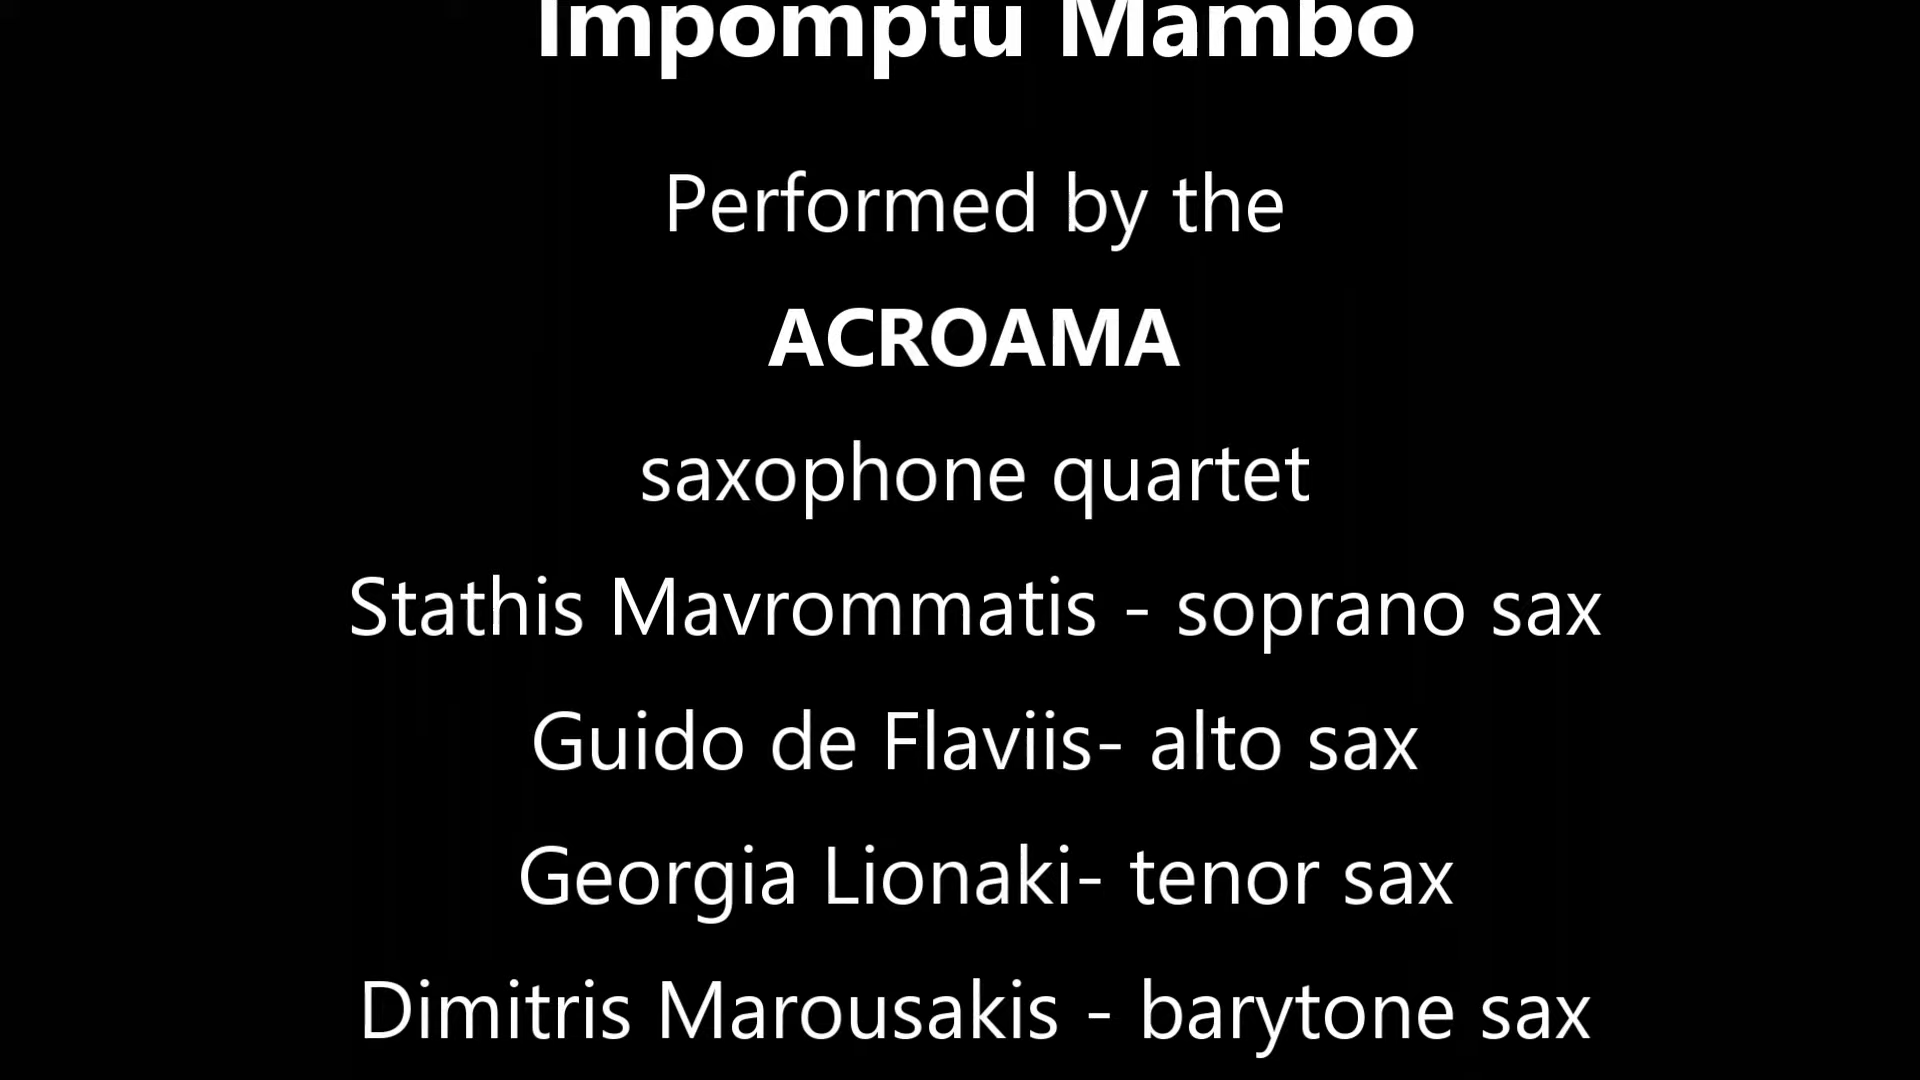 Impomptu Mambo
Performed by the
ACROAMA
saxophone quartet
Stathis Mavrommatis - soprano sax
Guido de Flaviis- alto sax
Georgia Lionaki- tenor sax
Dimitris Marousakis - barytone sax